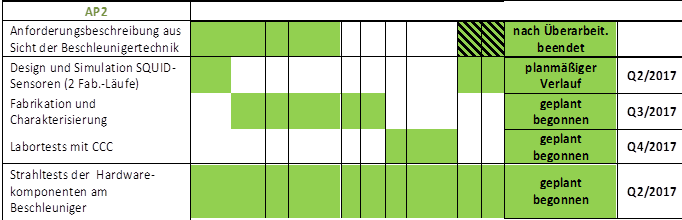 AP2
Anforderungsbeschreibung aus
Sicht der Beschleunigertechnik
nach Überarbeit.
beendet
Design und Simulation SQUID-
Sensoren (2 Fab.-Läufe)
planmäßiger
Verlauf
Q2/2017
Fabrikation und
Charakterisierung
geplant
begonnen
Q3/2017
Labortests mit CCC
geplant
begonnen
Q4/2017
Strahltests der Hardware-
komponenten am
Beschleuniger
geplant
begonnen
Q2/2017